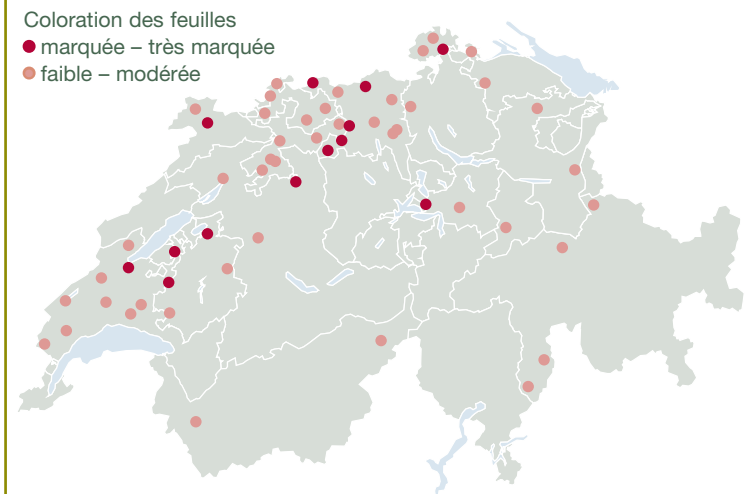 Coloration des feuilles
marquée – très marquée
faible – modérée